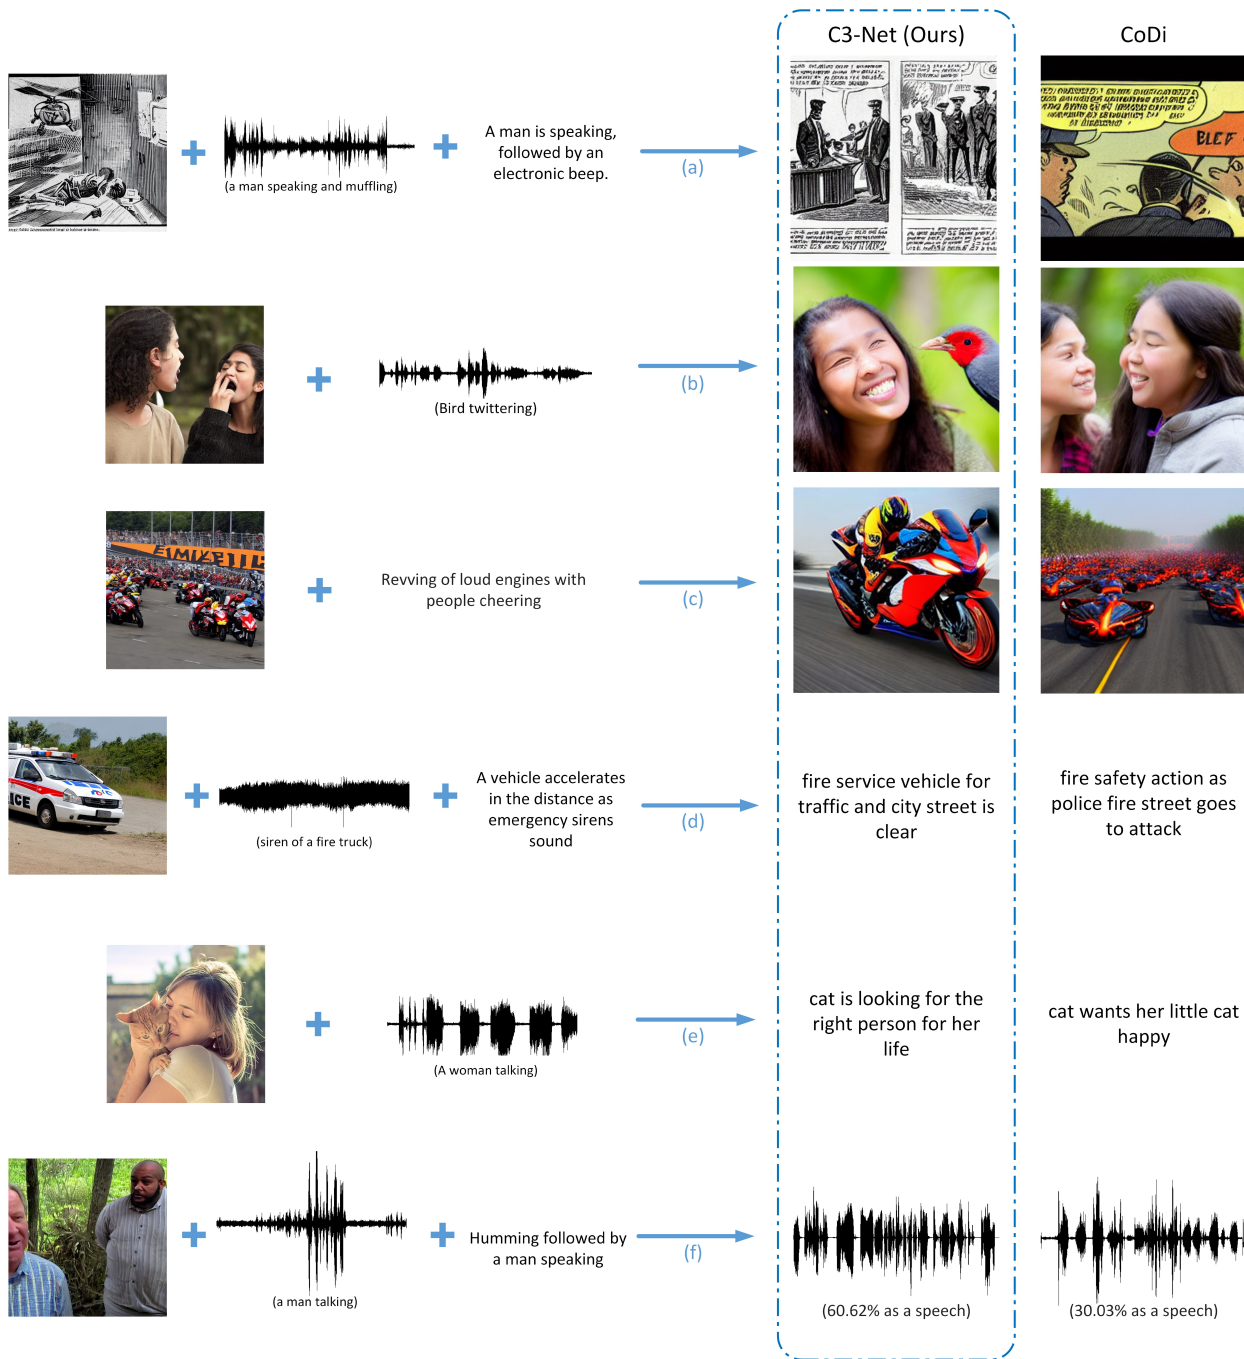 C3-Net (Ours)
CoDi
(a man speaking and muffling)
A man is speaking,
followed by an
electronic beep.
(a)
(Bird twittering)
(b)
Revving of loud engines with
people cheering
(c)
ICE
(siren of a fire truck)
A vehicle accelerates
in the distance as
emergency sirens
sound
(d)
fire service vehicle for
traffic and city street is
clear
fire safety action as
police fire street goes
to attack
(A woman talking)
(e)
cat is looking for the
right person for her
life
cat wants her little cat
happy
(a man talking)
Humming followed by
a man speaking
(f)
(60.62% as a speech)
(30.03% as a speech)